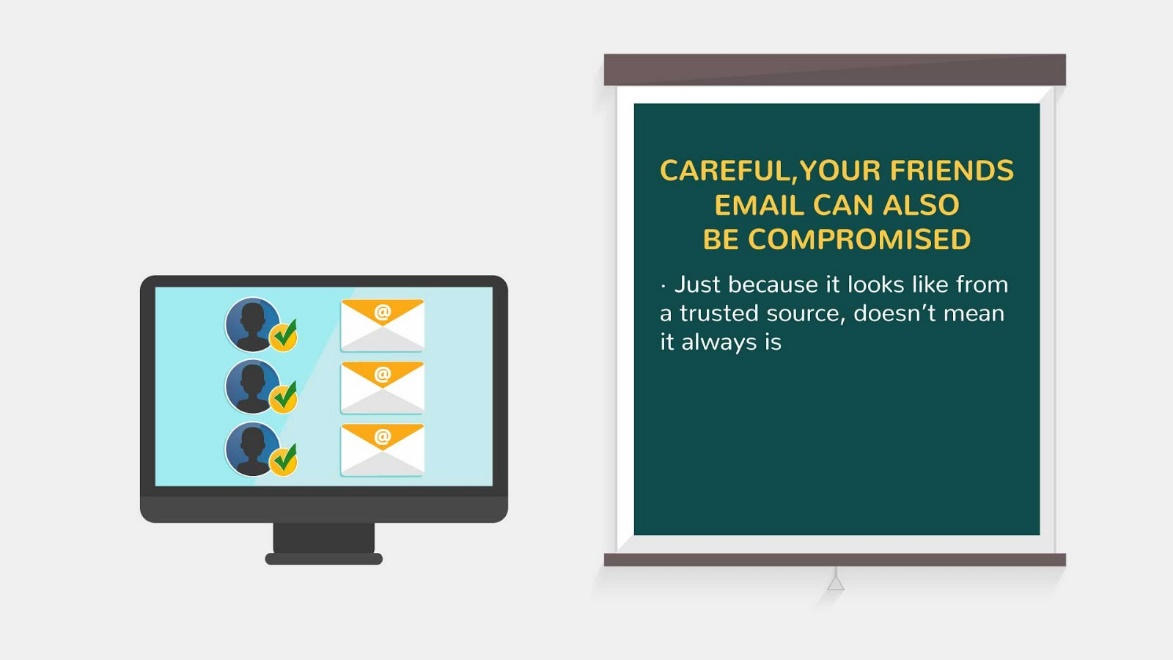 CAREFUL,YOUR FRIENDS
EMAIL CAN ALSO
BE COMPROMISED
· Just because it looks like from
a trusted source, doesn't mean
it always is
@
@
@